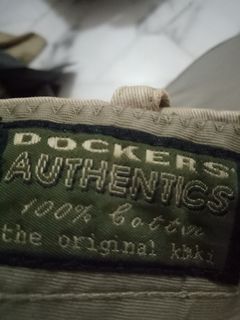 DOCKERS®
AUTHENTICS
100% Cotton
the original khaki